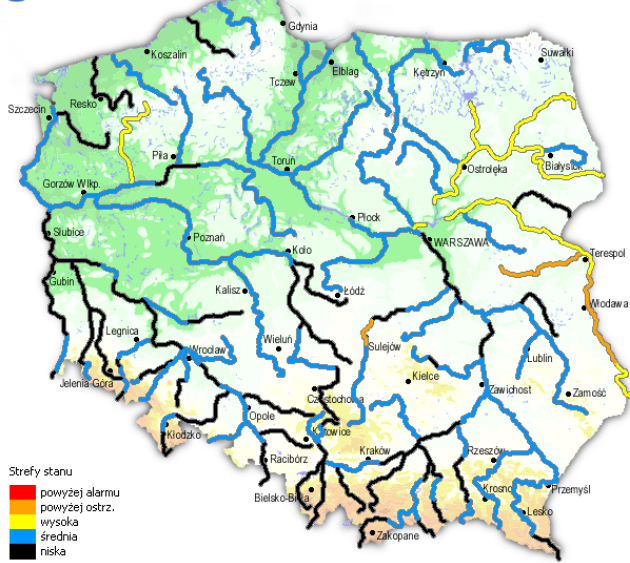 Gdynia
Koszalin
Suwałki
Elbląg
Kętrzyn
Tczew
Resko
Szczecin
Piła
Toruń
Ostrołęka
Białystok
Gorzów Wlkp.
Płock
Słubice
Poznań
Koło
WARSZAWA
Terespol
Gubin
Kalisz
Łódź
Włodawa
Legnica
Wrocław
Wieluń
Sulejów
Lublin
Jelenia Góra
Kielce
Zawichost
Zamość
Częstochowa
Opole
Kłodzko
Katowice
Racibórz
Kraków
Rzeszów
Bielsko-Biała
Krosno
Przemyśl
Lesko
Zakopane
Strefy stanu
powyżej alarmu
powyżej ostrz.
wysoka
średnia
niska